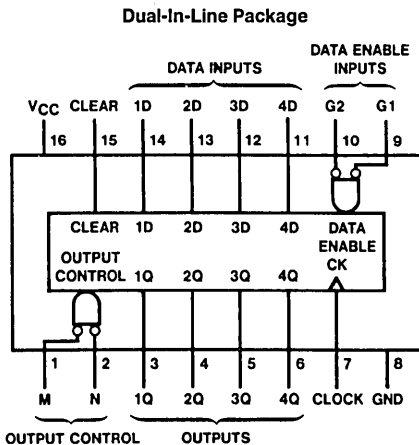 Dual-In-Line Package
DATA ENABLE
DATA INPUTS INPUTS
VCC CLEAR 1D 2D 3D 4D G2 G1
16 15 14 13 12 11 10 9
CLEAR 1D 2D 3D 4D DATA
ENABLE
OUTPUT
CONTROL 1Q 2Q 3Q 4Q CK
1 2 3 4 5 6 7 8
M N 1Q 2Q 3Q 4Q CLOCK GND
OUTPUT CONTROL OUTPUTS